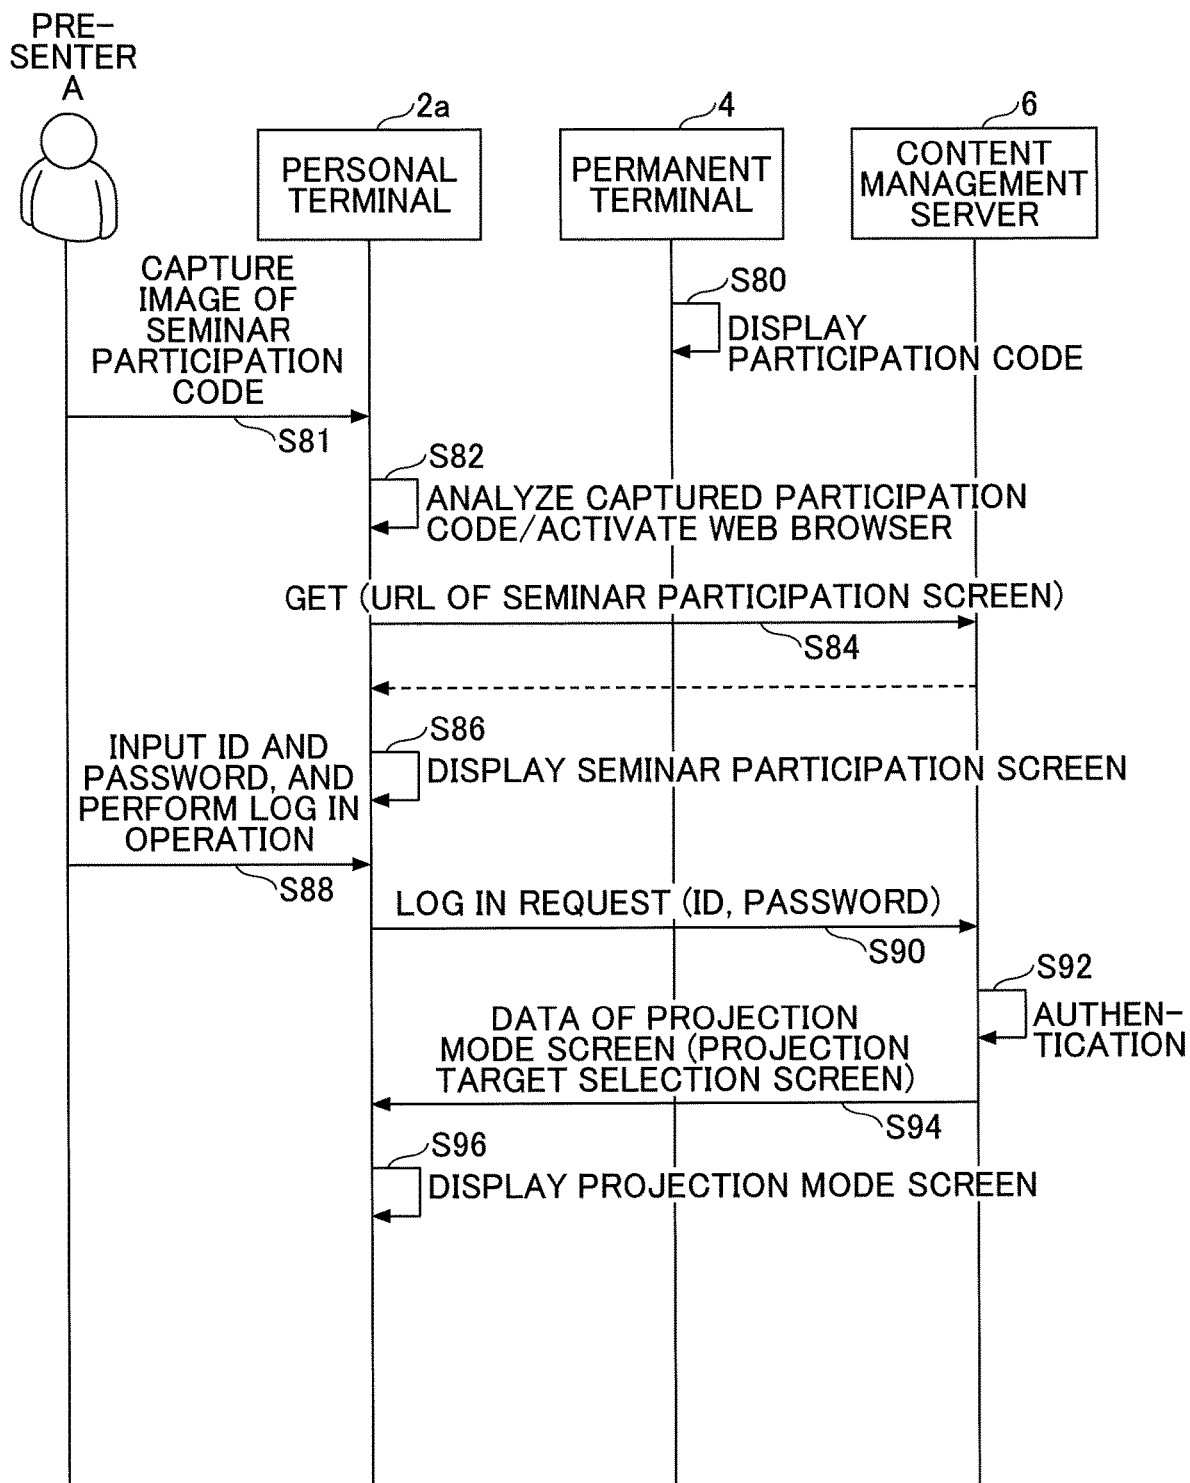 PRE-
SENTER
A
2a
4
6
PERSONAL
TERMINAL
PERMANENT
TERMINAL
CONTENT
MANAGEMENT
SERVER
CAPTURE
IMAGE OF
SEMINAR
PARTICIPATION
CODE
S80
DISPLAY
PARTICIPATION CODE
S81
S82
ANALYZE CAPTURED PARTICIPATION
CODE/ACTIVATE WEB BROWSER
GET (URL OF SEMINAR PARTICIPATION SCREEN)
S84
S86
DISPLAY SEMINAR PARTICIPATION SCREEN
INPUT ID AND
PASSWORD, AND
PERFORM LOG IN
OPERATION
S88
LOG IN REQUEST (ID, PASSWORD)
S90
S92
AUTHEN-
TICATION
DATA OF PROJECTION
MODE SCREEN (PROJECTION
TARGET SELECTION SCREEN)
S94
S96
DISPLAY PROJECTION MODE SCREEN